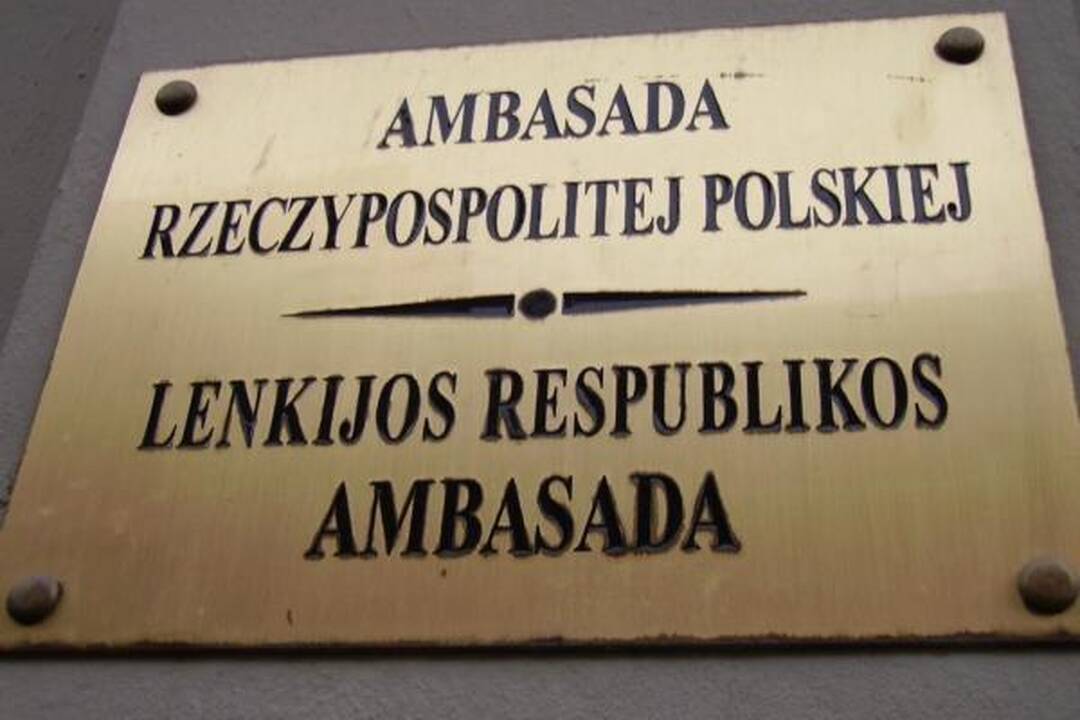 AMBASADA
RZECZYPOSPOLITEJ POLSKIEJ
LENKIJOS RESPUBLIKOS
AMBASADA